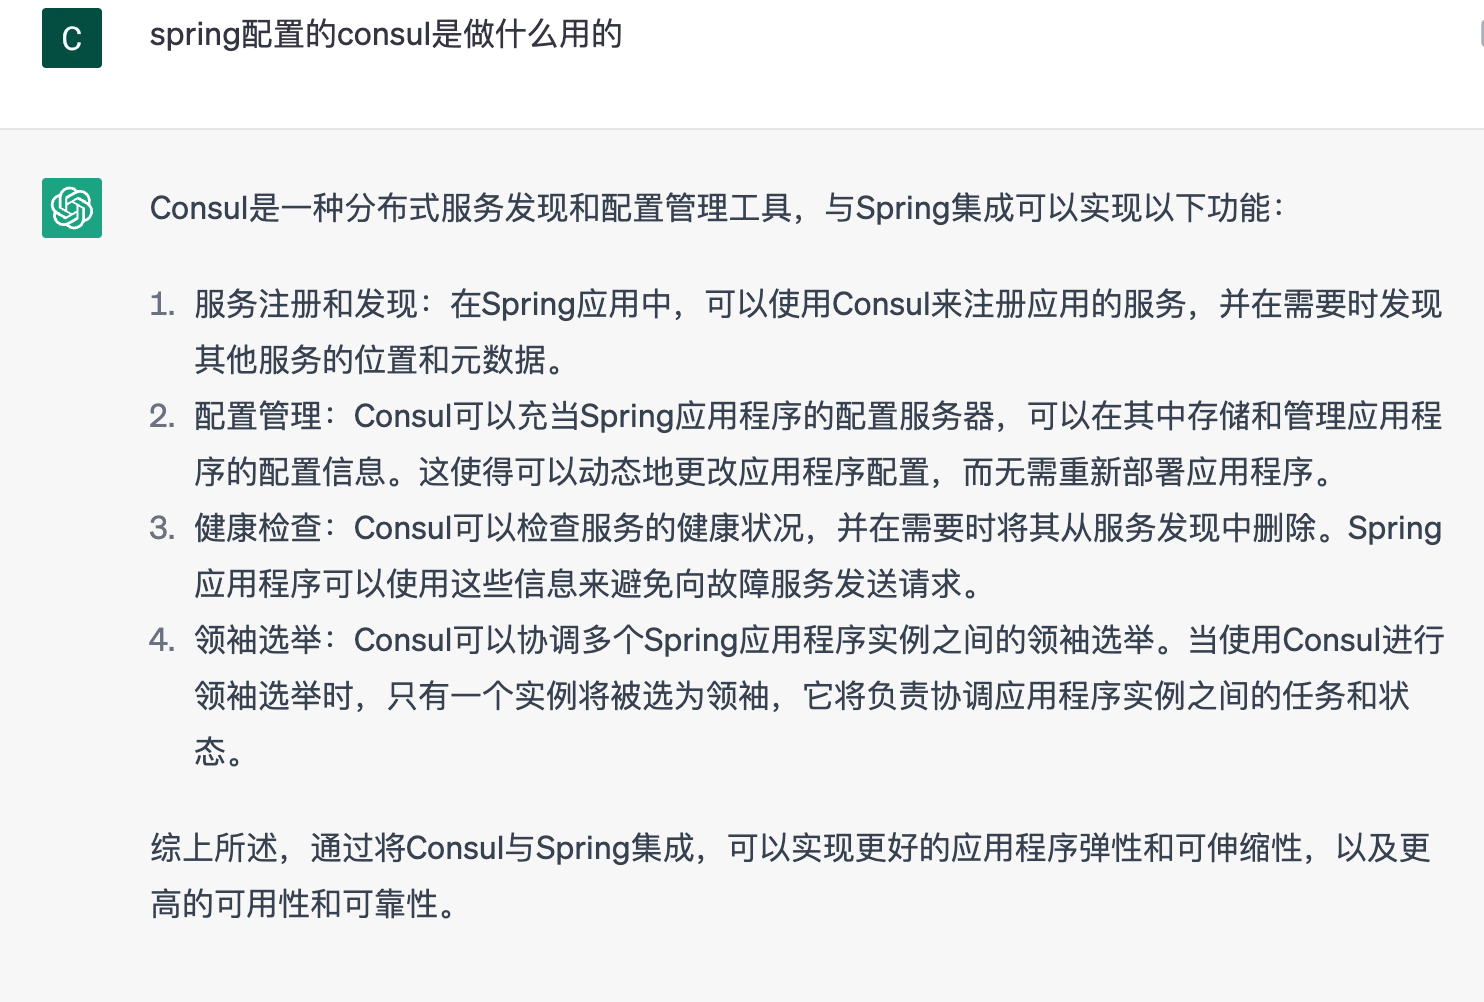 C
spring配置的consul是做什么用的
Consul是一种分布式服务发现和配置管理工具，与Spring集成可以实现以下功能：
1. 服务注册和发现：在Spring应用中，可以使用Consul来注册应用的服务，并在需要时发现
其他服务的位置和元数据。
2. 配置管理：Consul可以充当Spring应用程序的配置服务器，可以在其中存储和管理应用程
序的配置信息。这使得可以动态地更改应用程序配置，而无需重新部署应用程序。
3. 健康检查：Consul可以检查服务的健康状况，并在需要时将其从服务发现中删除。Spring
应用程序可以使用这些信息来避免向故障服务发送请求。
4. 领袖选举：Consul可以协调多个Spring应用程序实例之间的领袖选举。当使用Consul进行
领袖选举时，只有一个实例将被选为领袖，它将负责协调应用程序实例之间的任务和状
态。
综上所述，通过将Consul与Spring集成，可以实现更好的应用程序弹性和可伸缩性，以及更
高的可用性和可靠性。